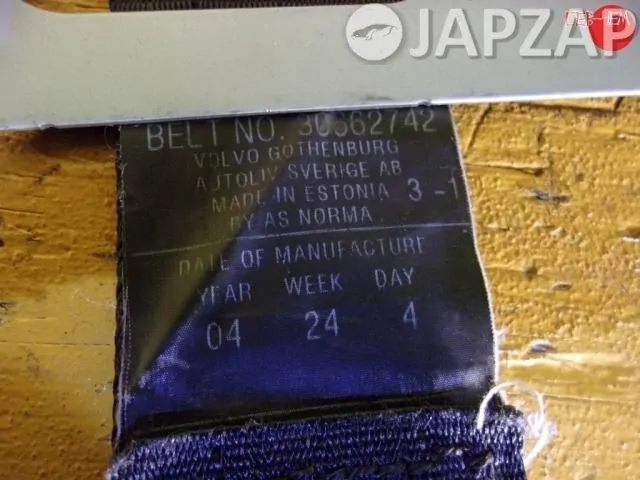 JAPZAP
BELT NO. 30662742
VOLVO GOTHENBURG
AUTOLIV SVERIGE AB
MADE IN ESTONIA 3-1
BY AS NORMA
DATE OF MANUFACTURE
YEAR WEEK DAY
04 24 4